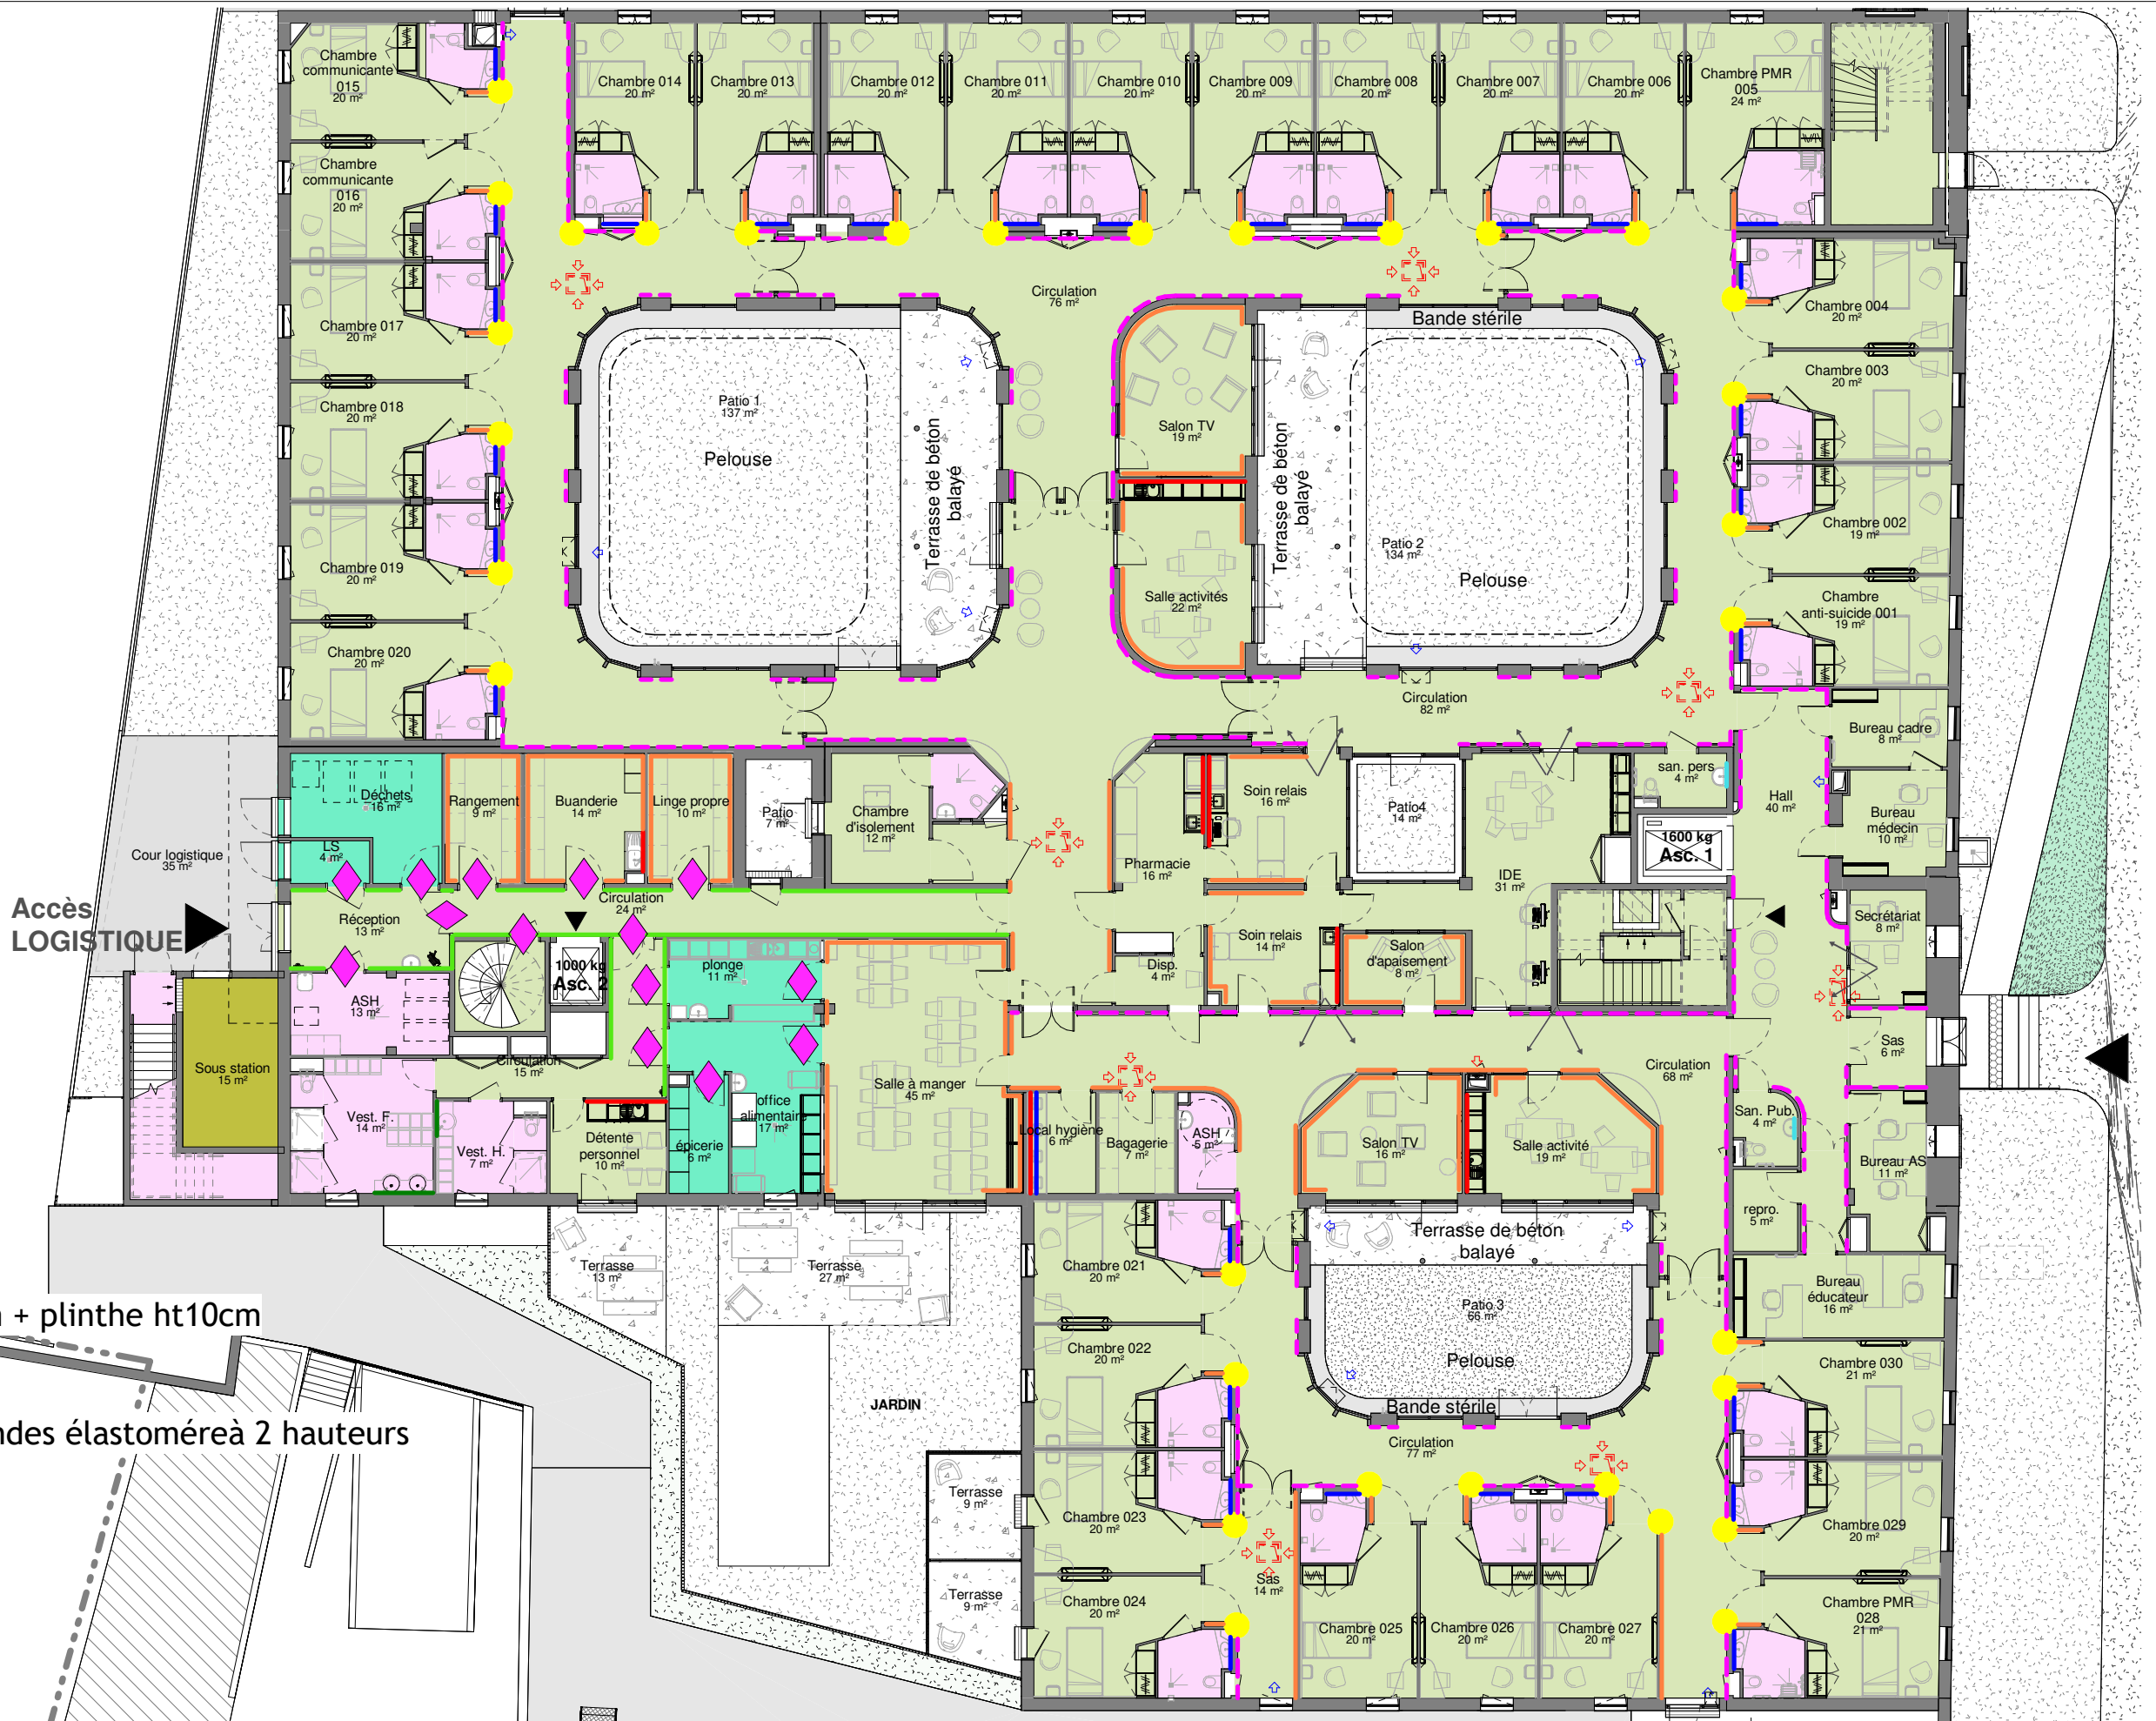 Chambre
communicante
015
20 m²
Chambre 014
20 m²
Chambre 013
20 m²
Chambre 012
20 m²
Chambre 011
20 m²
Chambre 010
20 m²
Chambre 009
20 m²
Chambre 008
20 m²
Chambre 007
20 m²
Chambre 006
20 m²
Chambre PMR
005
24 m²
Chambre
communicante
016
20 m²
Chambre 017
20 m²
Chambre 018
20 m²
Chambre 019
20 m²
Chambre 020
20 m²
Circulation
76 m²
Patio 1
137 m²
Pelouse
Terrasse de béton
balayé
Salon TV
19 m²
Salle activités
22 m²
Terrasse de béton
balayé
Bande stérile
Patio 2
134 m²
Pelouse
Chambre 004
20 m²
Chambre 003
20 m²
Chambre 002
19 m²
Chambre
anti-suicide 001
19 m²
Circulation
82 m²
Bureau cadre
8 m²
Déchets
16 m²
LS
4 m²
Rangement
9 m²
Buanderie
14 m²
Linge propre
10 m²
Patio
7 m²
Chambre
d'isolement
12 m²
Pharmacie
16 m²
Soin relais
16 m²
Patio4
14 m²
IDE
31 m²
san. pers
4 m²
1600 kg
Asc. 1
Hall
40 m²
Bureau
médecin
10 m²
Cour logistique
35 m²
Accès
LOGISTIQUE
Réception
13 m²
Circulation
24 m²
Secrétariat
8 m²
Soin relais
14 m²
Salon
d'apaisement
8 m²
Disp.
4 m²
plonge
11 m²
1000 kg
Asc. 2
ASH
13 m²
Sas
6 m²
Sous station
15 m²
Circulation
15 m²
Salle à manger
45 m²
Circulation
68 m²
Vest. F.
14 m²
Vest. H.
7 m²
Détente
personnel
10 m²
épicerie
6 m²
office
alimentaire
17 m²
Local hygiène
6 m²
Bagagerie
7 m²
ASH
5 m²
Salon TV
16 m²
Salle activité
19 m²
San. Pub.
4 m²
Bureau AS
11 m²
repro.
5 m²
Terrasse
13 m²
Terrasse
27 m²
Chambre 021
20 m²
Terrasse de béton
balayé
Patio 3
66 m²
Pelouse
Bande stérile
Bureau
éducateur
16 m²
+ plinthe ht10cm
Chambre 022
20 m²
Chambre 030
21 m²
JARDIN
élastoméreà 2 hauteurs
Circulation
77 m²
Terrasse
9 m²
Chambre 023
20 m²
Chambre 029
20 m²
Sas
14 m²
Terrasse
9 m²
Chambre 024
20 m²
Chambre 025
20 m²
Chambre 026
20 m²
Chambre 027
20 m²
Chambre PMR
028
21 m²